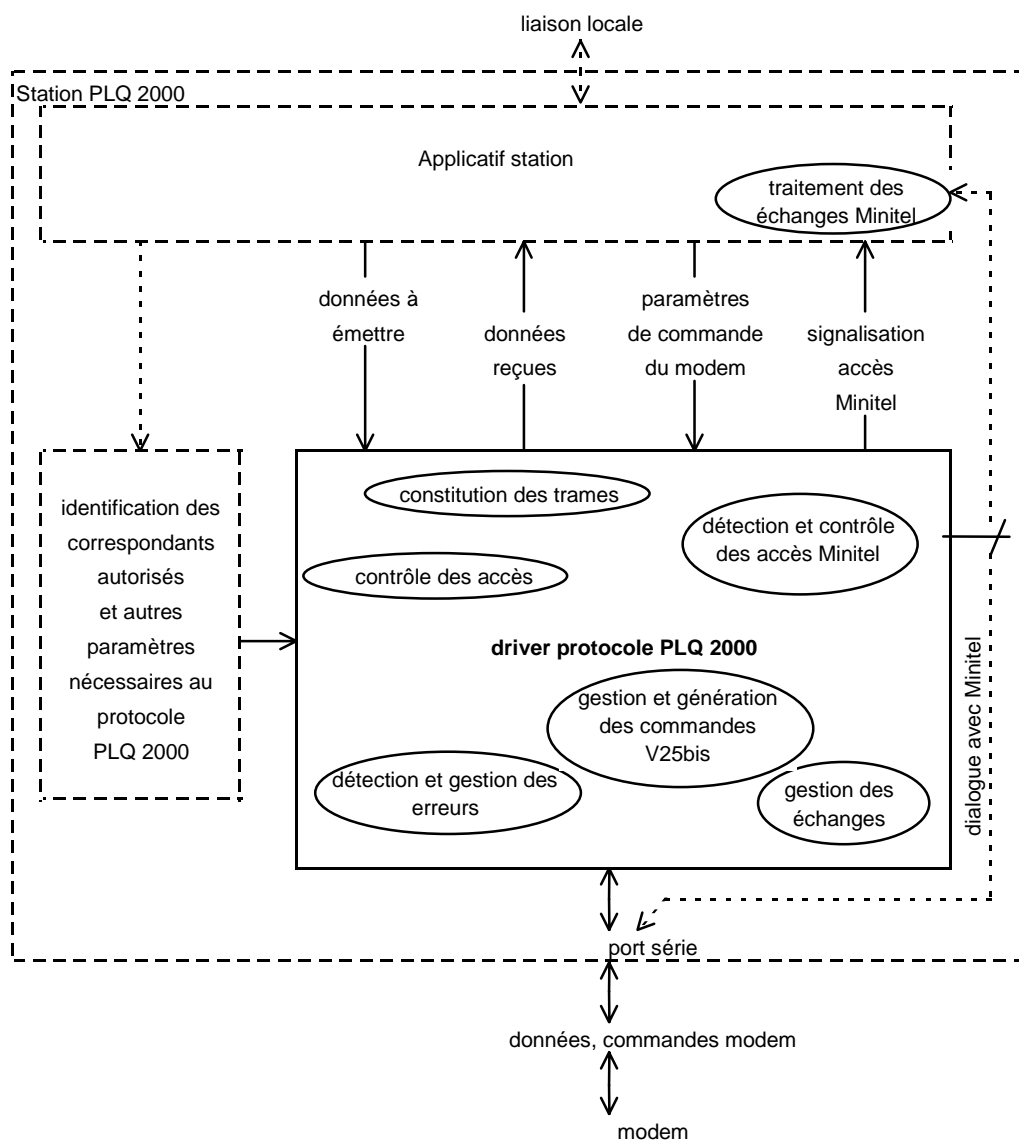 liaison locale
Station PLQ 2000
Applicatif station
traitement des
échanges Minitel
données à
émettre
données
reçues
paramètres
de commande
du modem
signalisation
accès
Minitel
identification des
correspondants
autorisés
et autres
paramètres
nécessaires au
protocole
PLQ 2000
constitution des trames
détection et contrôle
des accès Minitel
contrôle des accès
driver protocole PLQ 2000
gestion et génération
des commandes
V25bis
détection et gestion des
erreurs
gestion des
échanges
dialogue avec Minitel
port série
données, commandes modem
modem